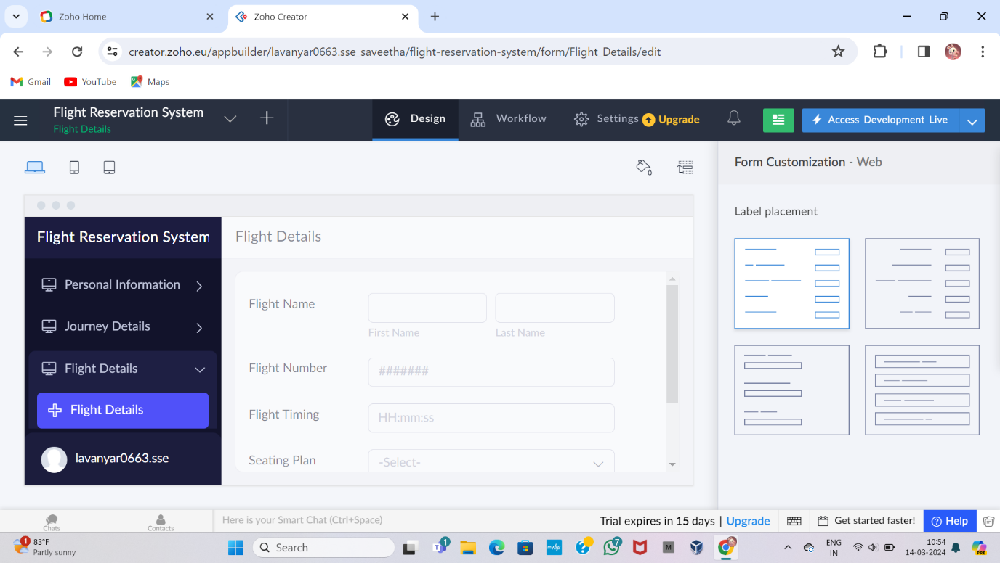 Zoho Home
Zoho Creator
creator.zoho.eu/appbuilder/lavanyar0663.sse_saveetha/flight-reservation-system/form/Flight_Details/edit
Gmail
YouTube
Maps
Flight Reservation System
Flight Details
Design
Workflow
Settings
Upgrade
Access Development Live
Form Customization - Web
Label placement
Flight Reservation System
Personal Information
Journey Details
Flight Details
Flight Details
lavanyar0663.sse
Flight Details
Flight Name
First Name
Last Name
Flight Number
#######
Flight Timing
HH:mm:ss
Seating Plan
-Select-
Chats
Contacts
Here is your Smart Chat (Ctrl+Space)
Trial expires in 15 days | Upgrade
Get started faster!
Help
1
83°F
Partly sunny
Search
1
myhp
7
M
ENG
IN
10:54
14-03-2024
PRE